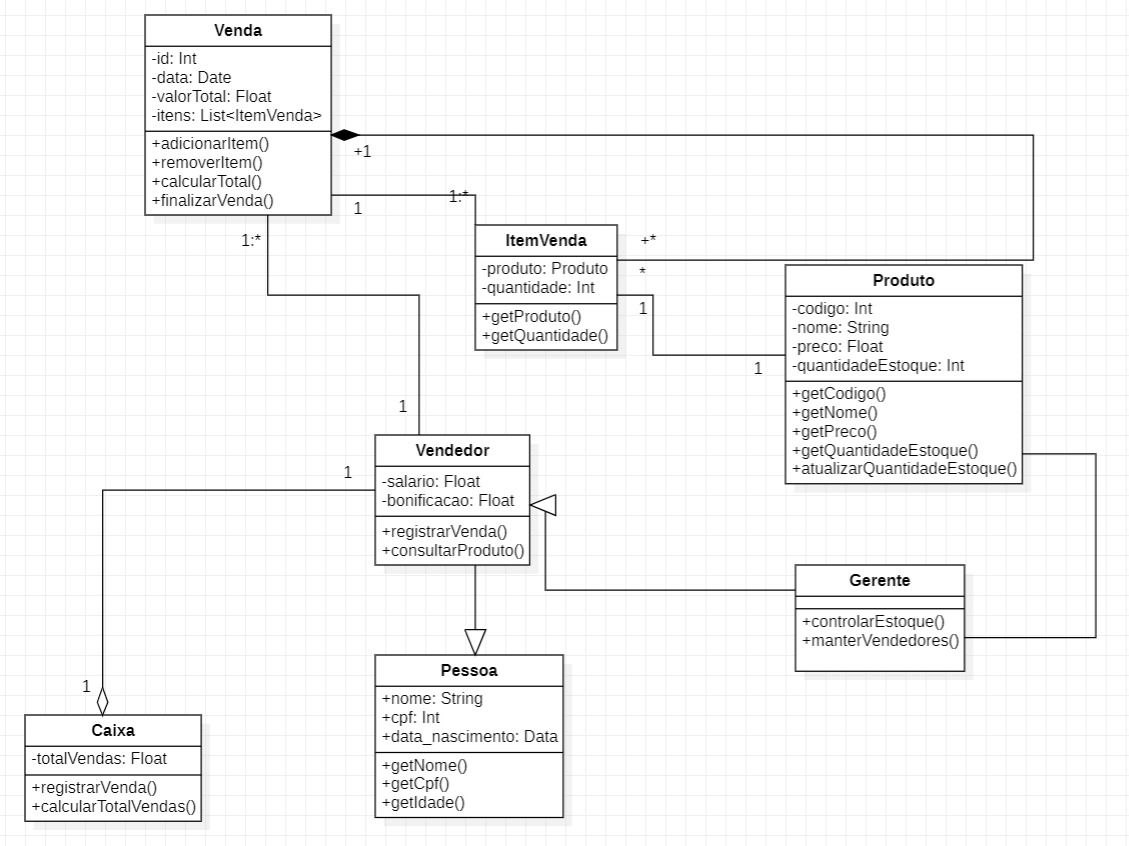 Venda
-id: Int
-data: Date
-valorTotal: Float
-itens: List<ItemVenda>
+adicionarItem()
+removerItem()
+calcularTotal()
+finalizarVenda()
+1
1
1:*
1:*
ItemVenda
-produto: Produto
-quantidade: Int
+getProduto()
+getQuantidade()
+*
*
1
1
Produto
-codigo: Int
-nome: String
-preco: Float
-quantidadeEstoque: Int
+getCodigo()
+getNome()
+getPreco()
+getQuantidadeEstoque()
+atualizarQuantidadeEstoque()
1
Vendedor
-salario: Float
-bonificacao: Float
+registrarVenda()
+consultarProduto()
1
Gerente
+controlarEstoque()
+manterVendedores()
Pessoa
+nome: String
+cpf: Int
+data_nascimento: Data
+getNome()
+getCpf()
+getIdade()
1
Caixa
-totalVendas: Float
+registrarVenda()
+calcularTotalVendas()